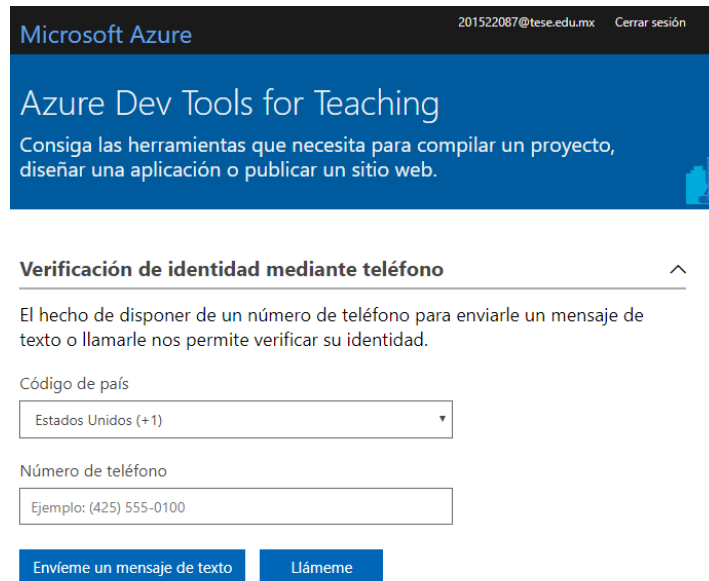 Microsoft Azure
201522087@tese.edu.mx Cerrar sesión
Azure Dev Tools for Teaching
Consiga las herramientas que necesita para compilar un proyecto,
diseñar una aplicación o publicar un sitio web.
Verificación de identidad mediante teléfono
El hecho de disponer de un número de teléfono para enviarle un mensaje de
texto o llamarle nos permite verificar su identidad.
Código de país
Estados Unidos (+1)
Número de teléfono
Ejemplo: (425) 555-0100
Envíeme un mensaje de texto Llámeme